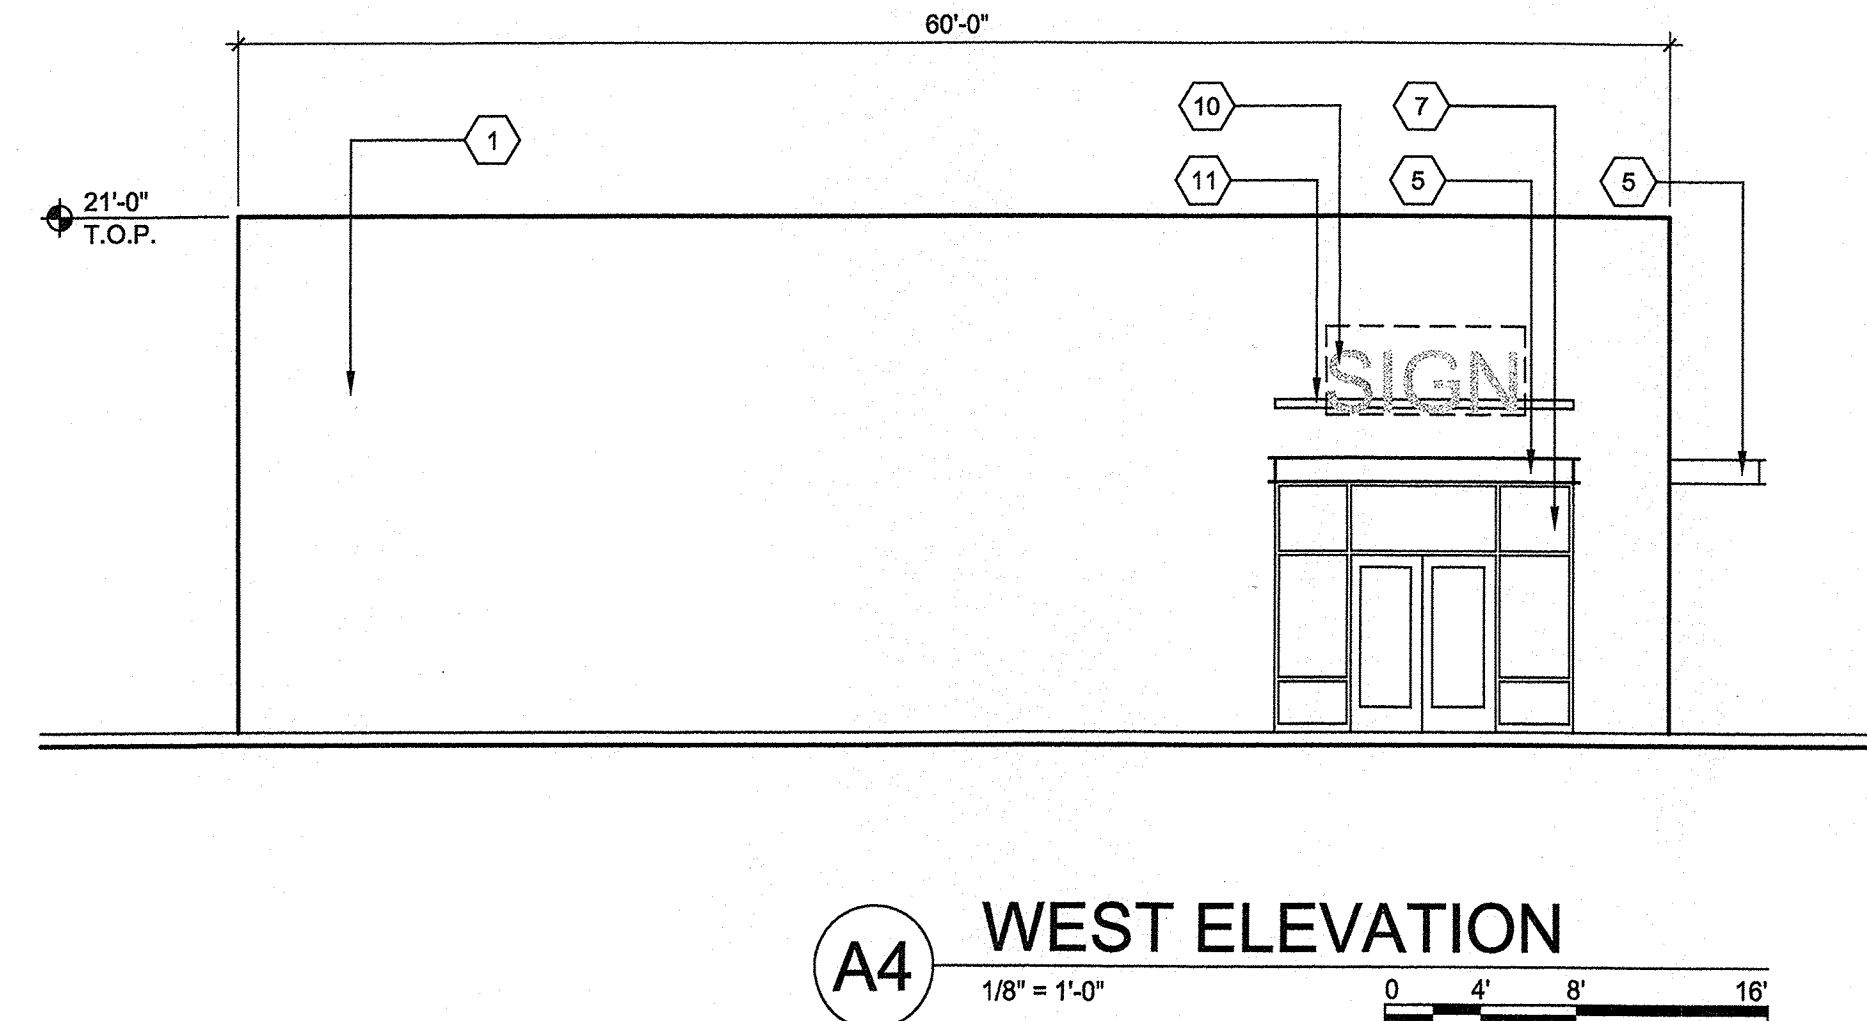 60'-0"
10
7
1
11
5
5
21'-0"
T.O.P.
SIGN
WEST ELEVATION
A4
1/8" = 1'-0"
0 4' 8' 16'